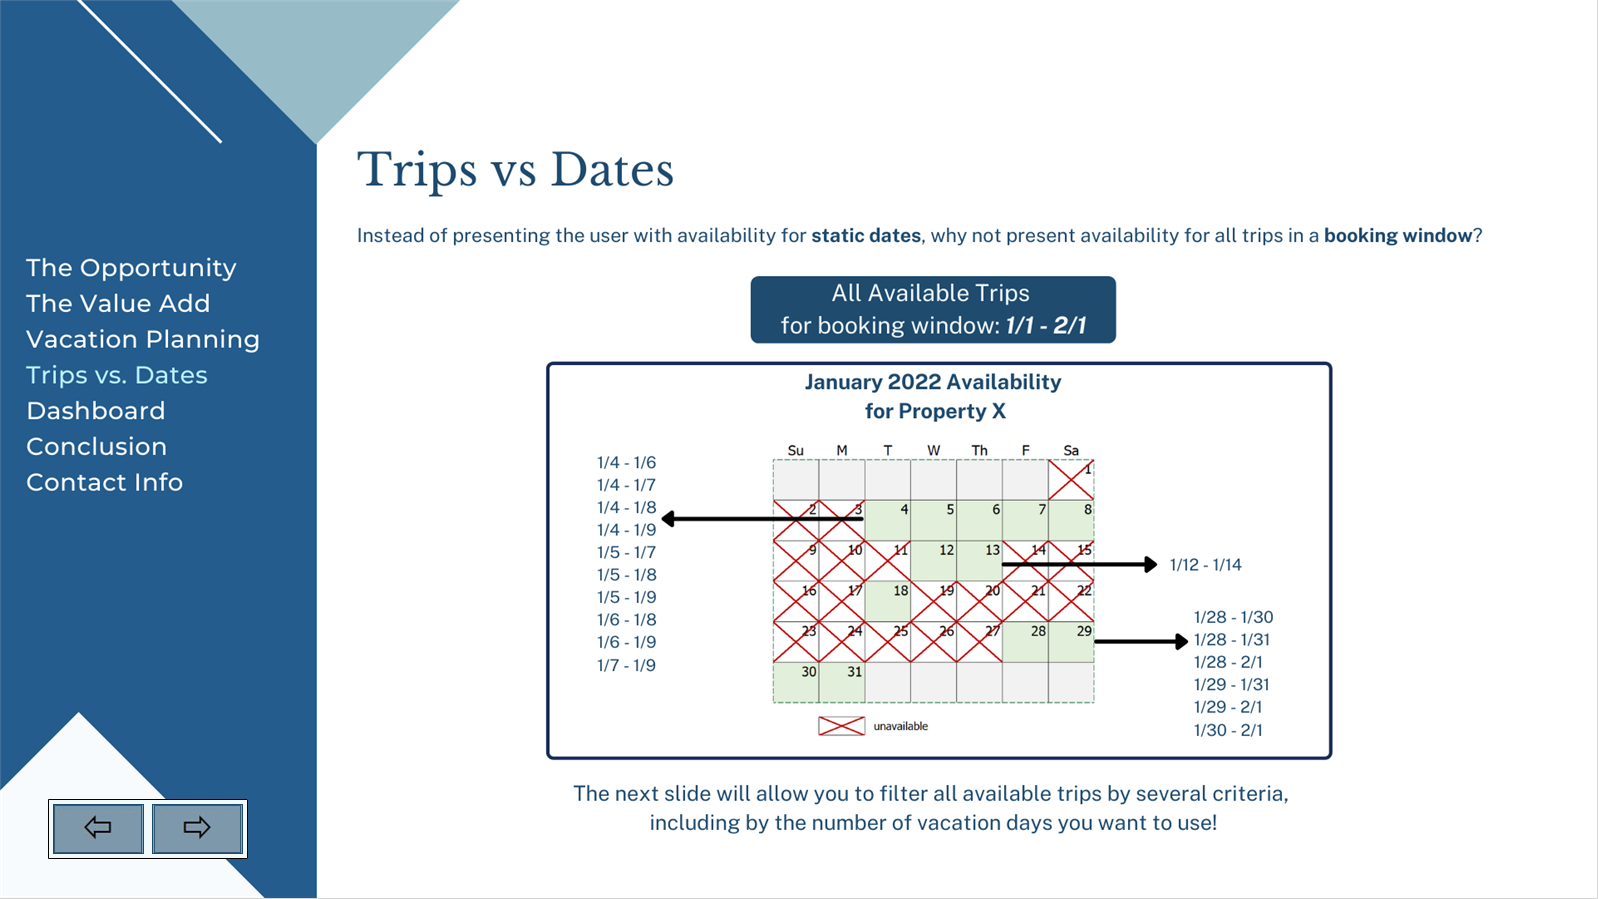 The Opportunity
The Value Add
Vacation Planning
Trips vs. Dates
Dashboard
Conclusion
Contact Info
Trips vs Dates
Instead of presenting the user with availability for static dates, why not present availability for all trips in a booking window?
All Available Trips
for booking window: 1/1 - 2/1
January 2022 Availability
for Property X
1/4 - 1/6
1/4 - 1/7
1/4 - 1/8
1/4 - 1/9
1/5 - 1/7
1/5 - 1/8
1/5 - 1/9
1/6 - 1/8
1/6 - 1/9
1/7 - 1/9
Su M T W Th F Sa
1
2 3 4 5 6 7 8
9 10 11 12 13 14 15
16 17 18 19 20 21 22
23 24 25 26 27 28 29
30 31
unavailable
1/12 - 1/14
1/28 - 1/30
1/28 - 1/31
1/28 - 2/1
1/29 - 1/31
1/29 - 2/1
1/30 - 2/1
The next slide will allow you to filter all available trips by several criteria,
including by the number of vacation days you want to use!